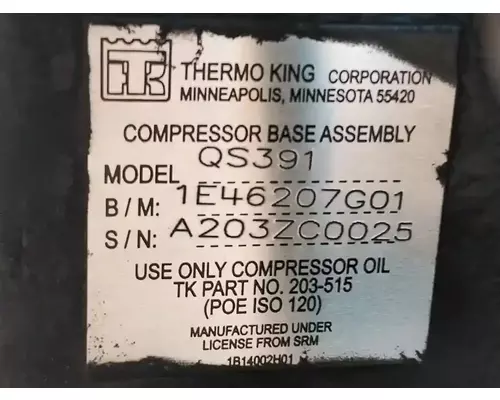 TK
THERMO KING CORPORATION
MINNEAPOLIS, MINNESOTA 55420
COMPRESSOR BASE ASSEMBLY
MODEL QS391
B / M: 1E46207G01
S / N: A203ZC0025
USE ONLY COMPRESSOR OIL
TK PART NO. 203-515
(POE ISO 120)
MANUFACTURED UNDER
LICENSE FROM SRM
1B14002H01